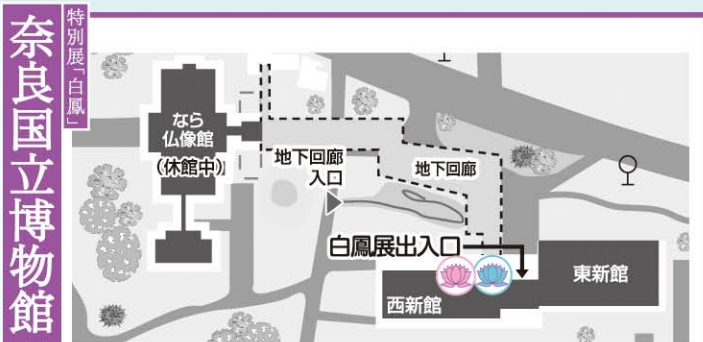 特別展「白鳳」
奈良国立博物館
なら
仏像館
(休館中)
地下回廊
入口
地下回廊
白鳳展出入口
東新館
西新館